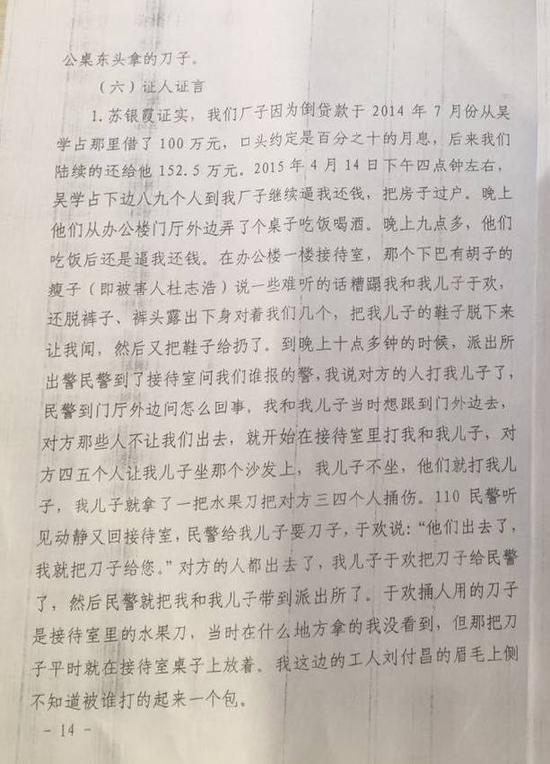 公桌东头拿的刀子。
（六）证人证言
1.苏银霞证实，我们厂子因为倒贷款于 2014 年 7 月份从吴
学占那里借了 100 万元，口头约定是百分之十的月息，后来我们
陆续的还给他 152.5 万元。2015 年 4 月 14 日下午四点钟左右，
吴学占下边八九个人到我厂子继续逼我还钱，把房子过户。晚上
他们从办公楼门厅外边弄了个桌子吃饭喝酒。晚上九点多，他们
吃饭后还是逼我还钱。在办公楼一楼接待室，那个下巴有胡子的
瘦子（即被害人杜志浩）说一些难听的话糟蹋我和我儿子于欢，
还脱裤子、裤头露出下身对着我们几个，把我儿子的鞋子脱下来
让我闻，然后又把鞋子给扔了。到晚上十点多钟的时候，派出所
出警民警到了接待室问我们谁报的警，我说对方的人打我儿子了，
民警到门厅外边问怎么回事，我和我儿子当时想跟到门外边去，
对方那些人不让我们出去，就开始在接待室里打我和我儿子，对
方四五个人让我儿子坐那个沙发上，我儿子不坐，他们就打我儿
子，我儿子就拿了一把水果刀把对方三四个人捅伤。110 民警听
见动静又回接待室，民警给我儿子要刀子，于欢说：“他们出去了，
我就把刀子给您。”对方的人都出去了，我儿子于欢把刀子给民警
了，然后民警就把我和我儿子带到派出所了。于欢捅人用的刀子
是接待室里的水果刀，当时在什么地方拿的我没看到，但那把刀
子平时就在接待室桌子上放着。我这边的工人刘付昌的眉毛上侧
不知道被谁打的起来一个包。
- 14 -